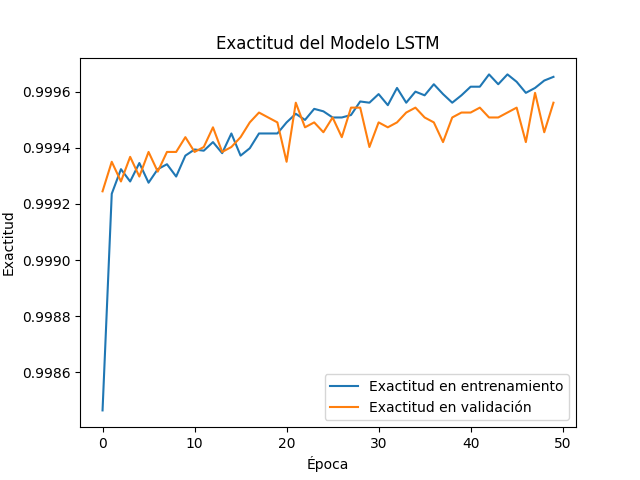 Exactitud del Modelo LSTM
Exactitud
0.9996
0.9994
0.9992
0.9990
0.9988
0.9986
0
10
20
30
40
50
Época
Exactitud en entrenamiento
Exactitud en validación